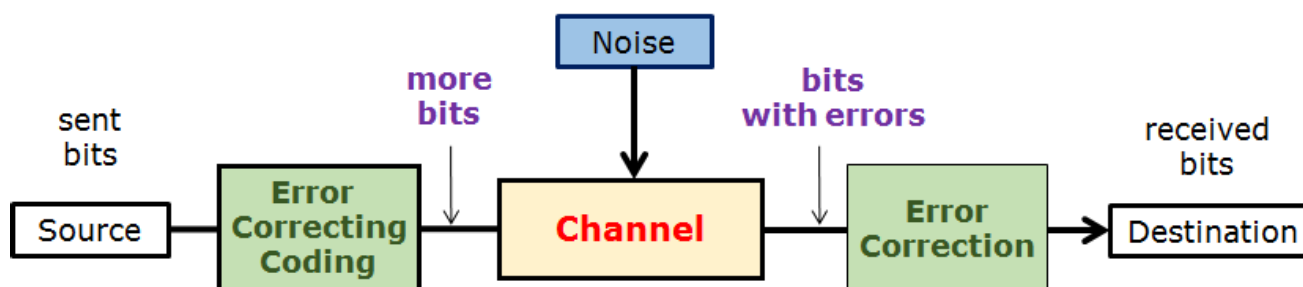 Noise
more
bits
bits
with errors
sent
bits
received
bits
Source
Error
Correcting
Coding
Channel
Error
Correction
Destination